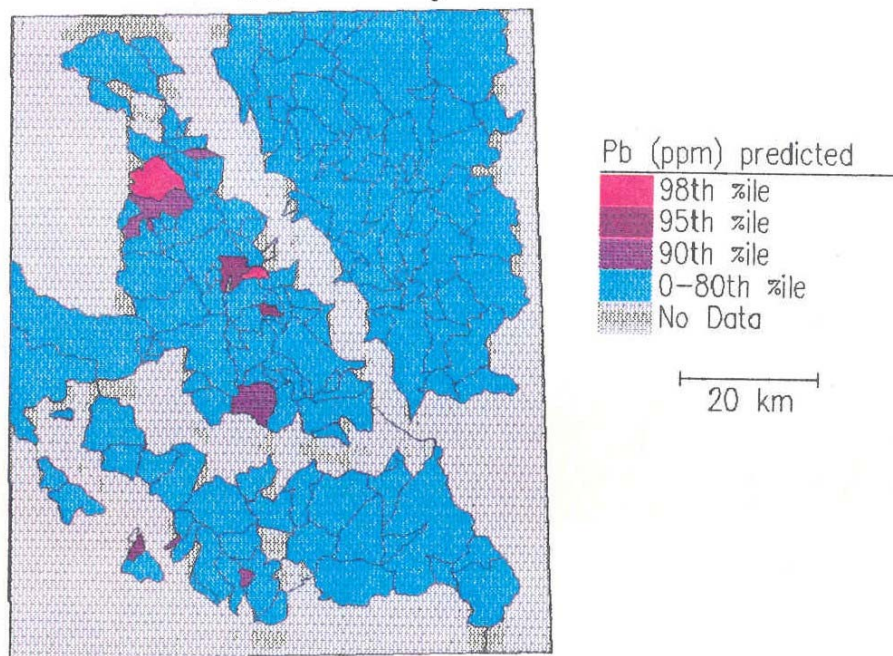 Pb (ppm) predicted
98th %ile
95th %ile
90th %ile
0-80th %ile
No Data
20 km